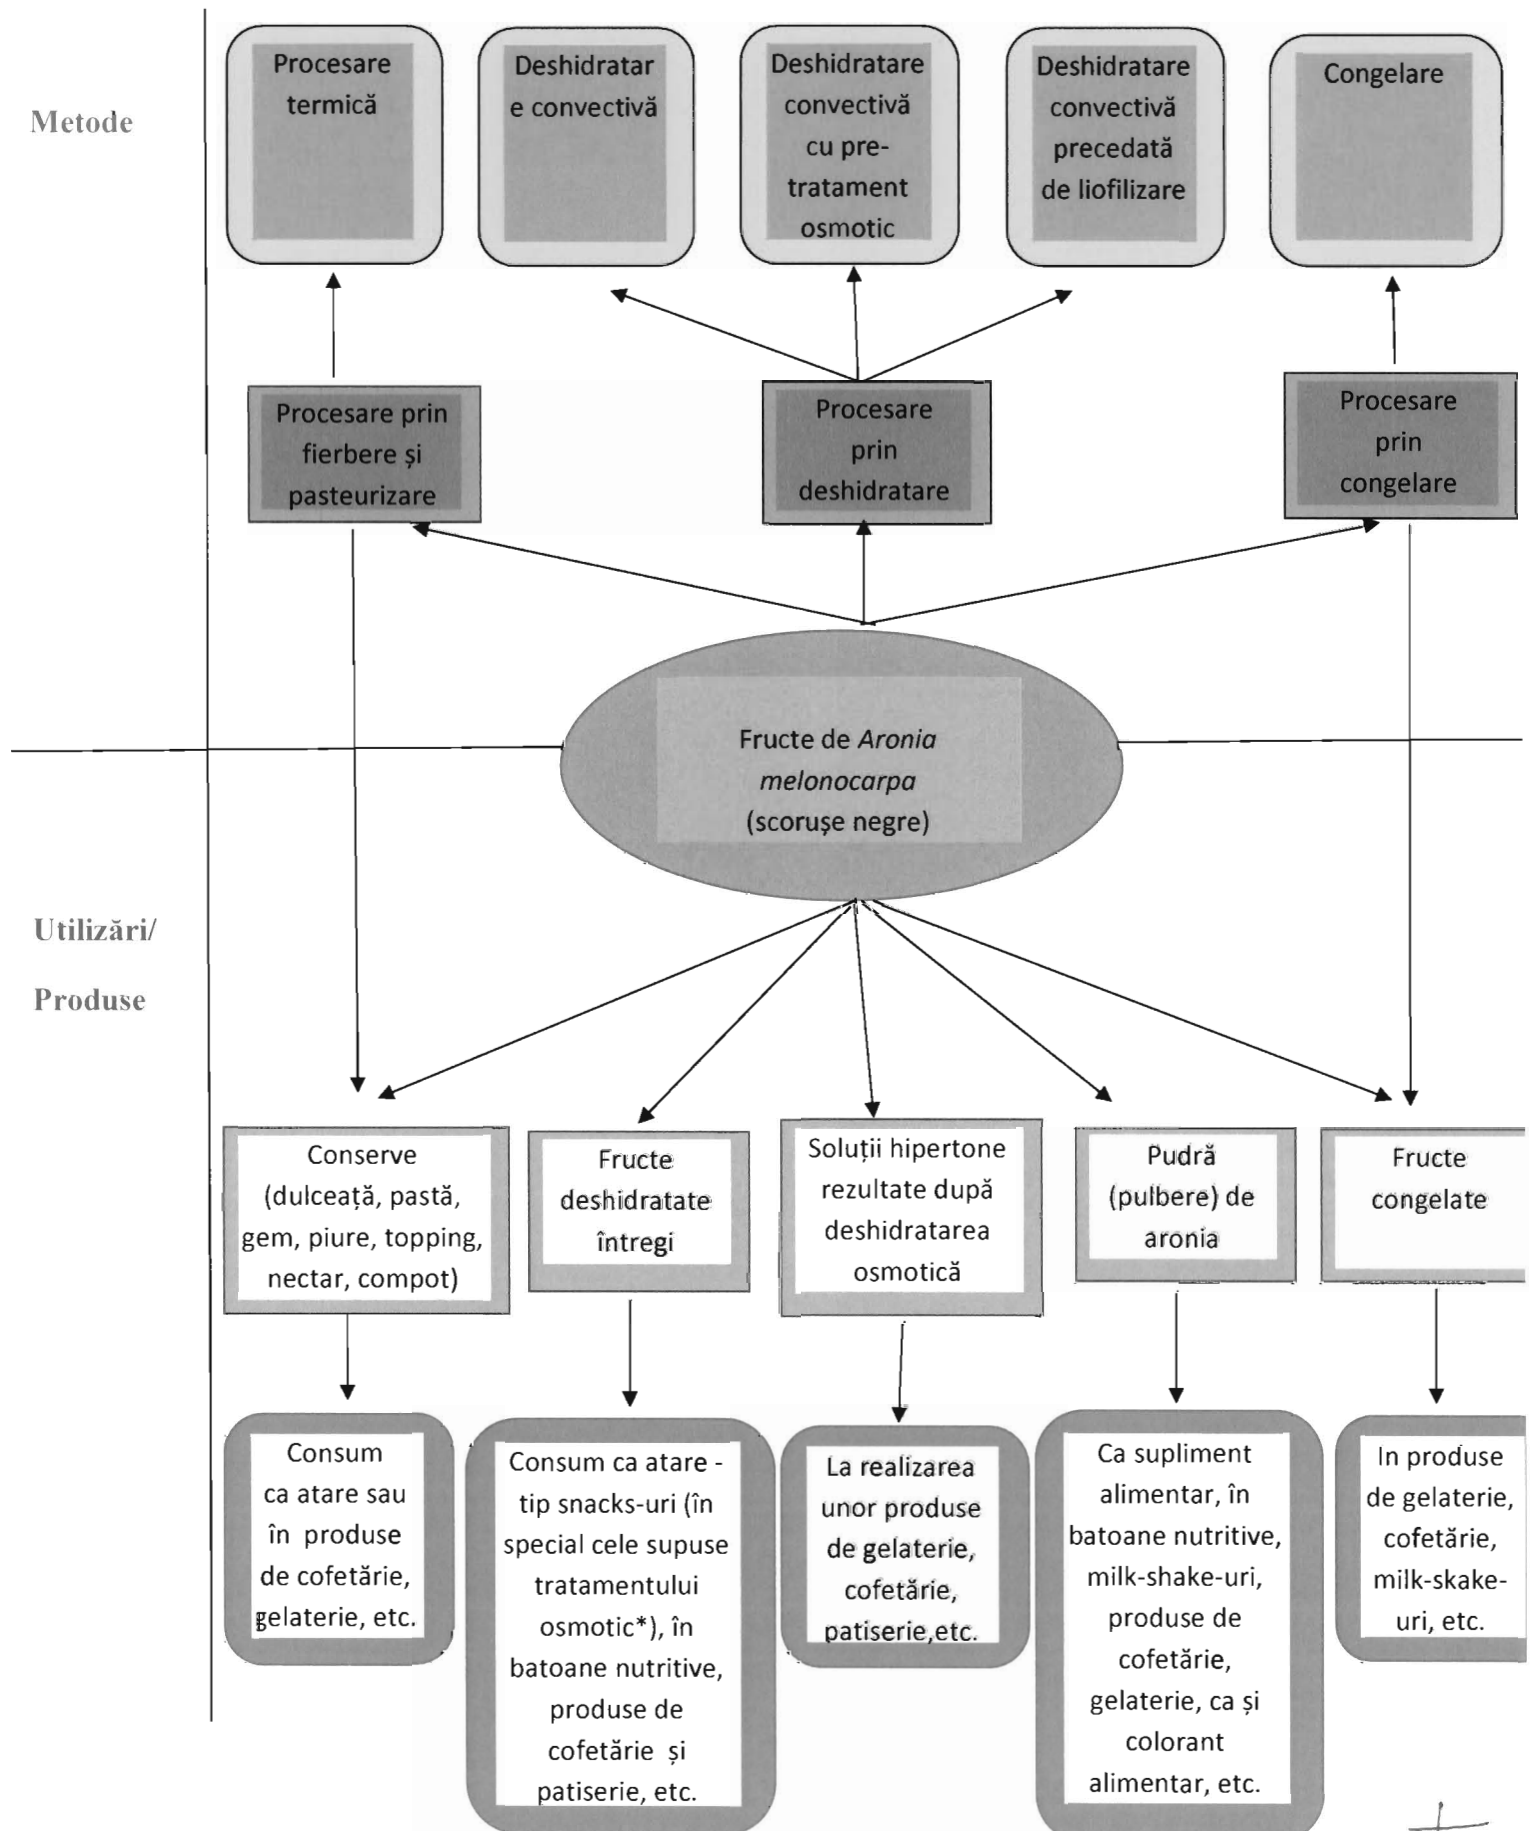 Metode
Procesare
termică
Deshidratar
e convectivă
Deshidratare
convectivă
cu pre-
tratament
osmotic
Deshidratare
convectivă
precedată
de liofilizare
Congelare
Procesare prin
fierbere și
pasteurizare
Procesare
prin
deshidratare
Procesare
prin
congelare
Fructe de Aronia
melonocarpa
(scorușe negre)
Utilizări/
Produse
Conserve
(dulceață, pastă,
gem, piure, topping,
nectar, compot)
Fructe
deshidratate
întregi
Soluții hipertone
rezultate după
deshidratarea
osmotică
Pudră
(pulbere) de
aronia
Fructe
congelate
Consum
ca atare sau
în produse
de cofetărie,
gelaterie, etc.
Consum ca atare -
tip snacks-uri (în
special cele supuse
tratamentului
osmotic*), în
batoane nutritive,
produse de
cofetărie și
patiserie, etc.
La realizarea
unor produse
de gelaterie,
cofetărie,
patiserie,etc.
Ca supliment
alimentar, în
batoane nutritive,
milk-shake-uri,
produse de
cofetărie,
gelaterie, ca și
colorant
alimentar, etc.
In produse
de gelaterie,
cofetărie,
milk-skake-
uri, etc.